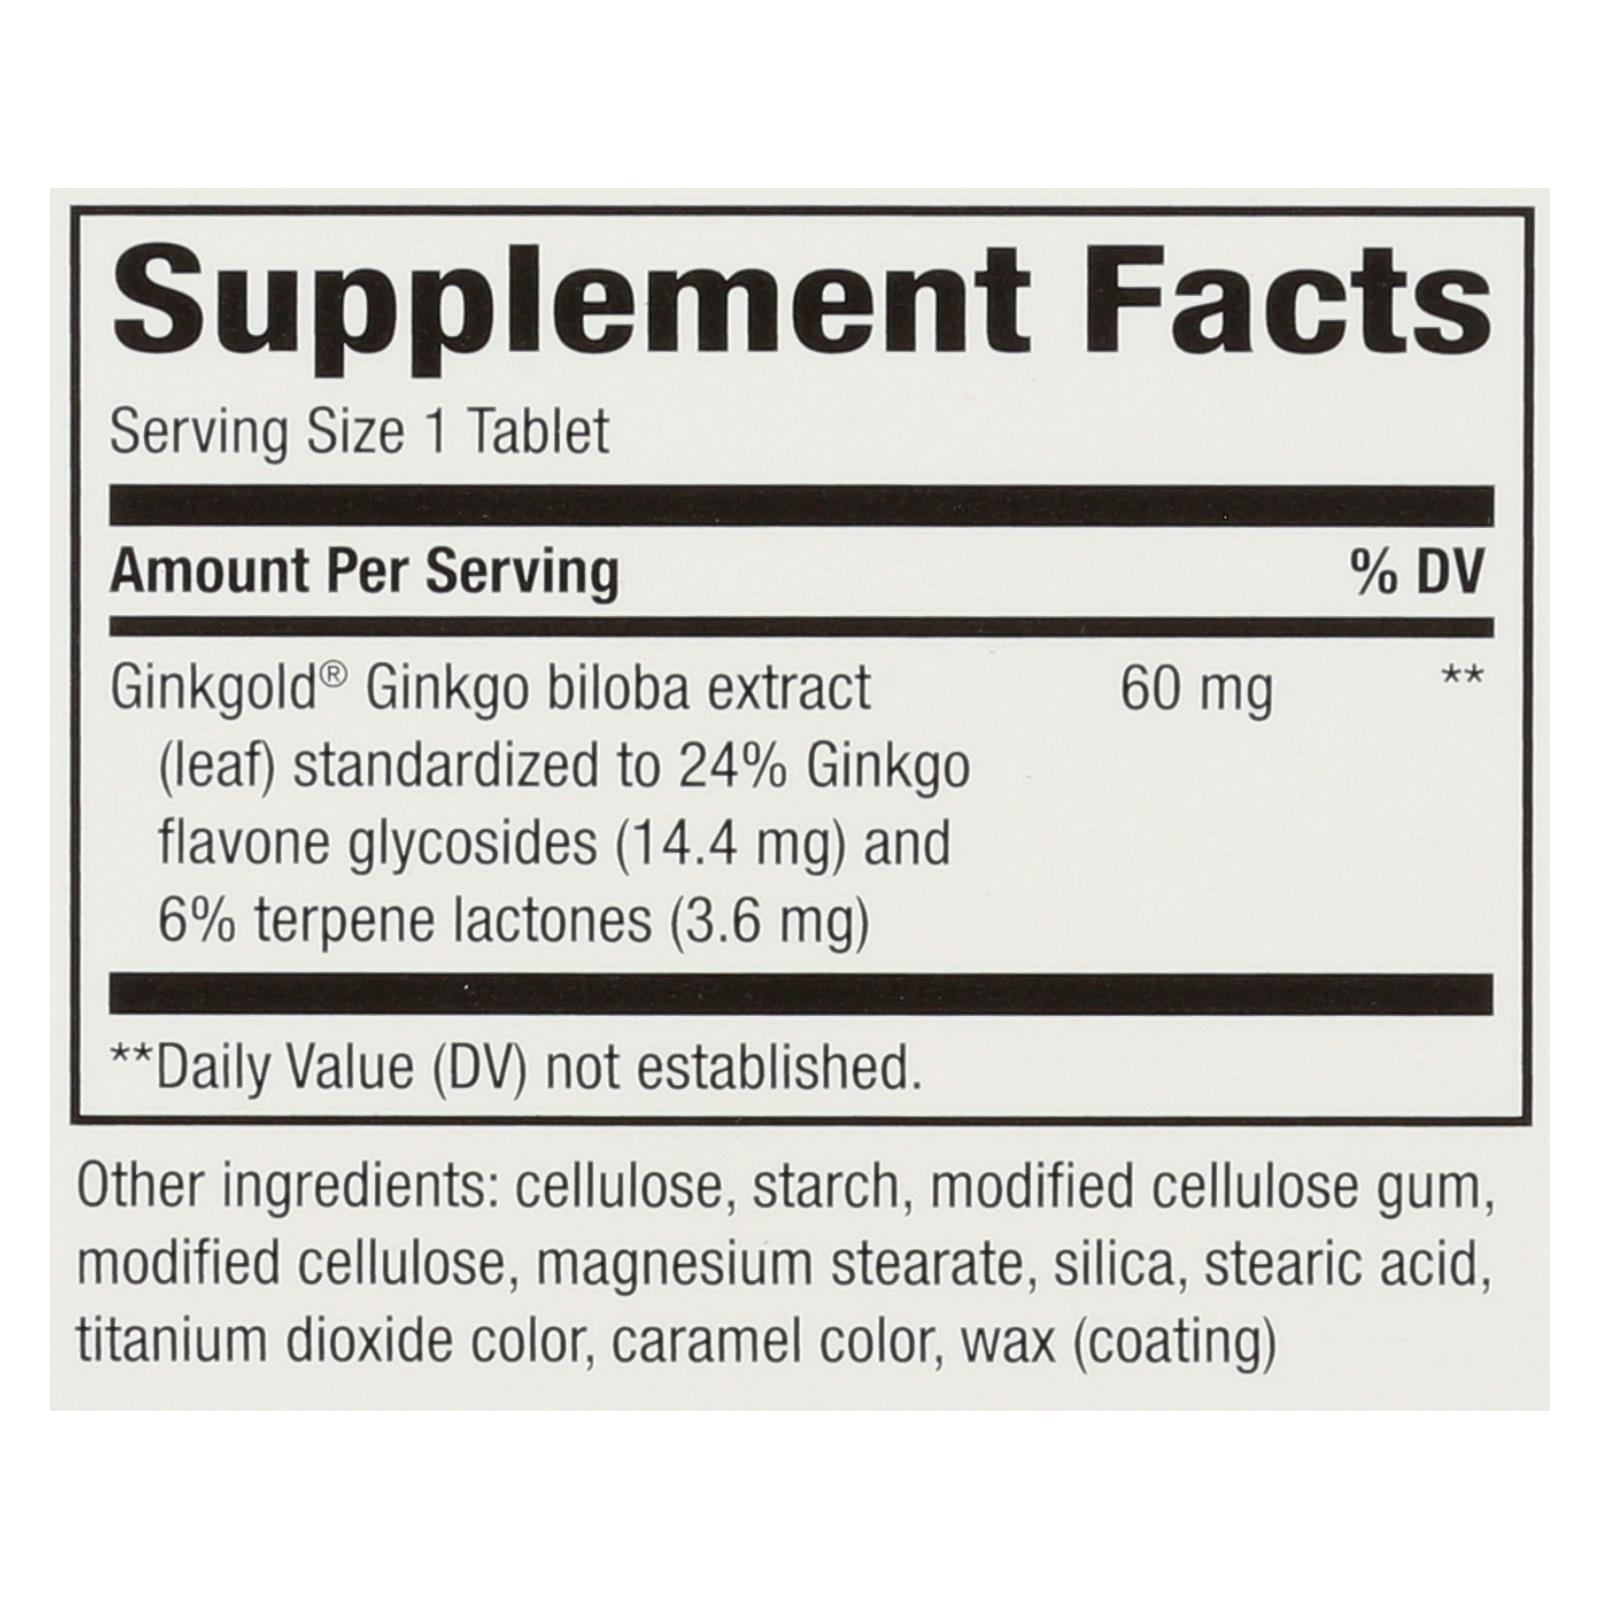 Supplement Facts
Serving Size 1 Tablet
Amount Per Serving % DV
Ginkgold® Ginkgo biloba extract 60 mg **
(leaf) standardized to 24% Ginkgo
flavone glycosides (14.4 mg) and
6% terpene lactones (3.6 mg)
**Daily Value (DV) not established.
Other ingredients: cellulose, starch, modified cellulose gum,
modified cellulose, magnesium stearate, silica, stearic acid,
titanium dioxide color, caramel color, wax (coating)